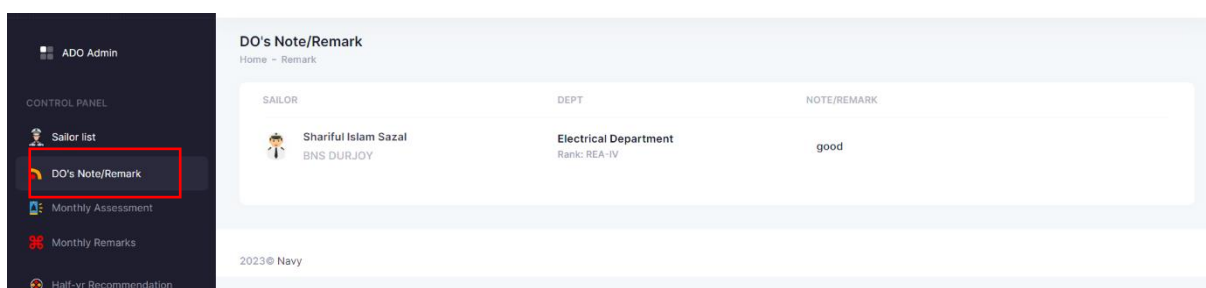 ADO Admin
CONTROL PANEL
Sailor list
DO's Note/Remark
Monthly Assessment
Monthly Remarks
Half-yr Recommendation
DO's Note/Remark
Home - Remark
SAILOR DEPT NOTE/REMARK
Shariful Islam Sazal Electrical Department good
BNS DURJOY Rank: REA-IV
2023© Navy